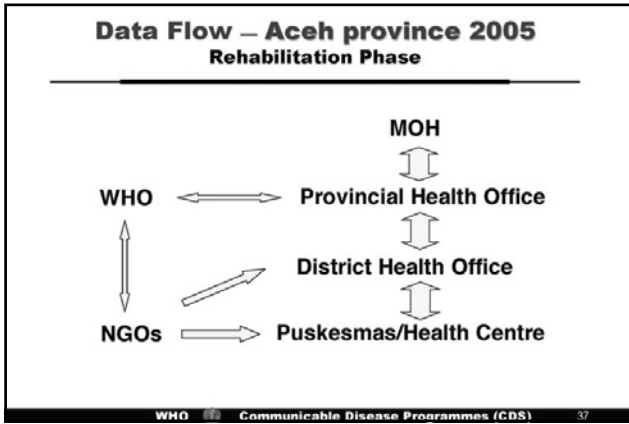 Data Flow – Aceh province 2005
Rehabilitation Phase
MOH
WHO
Provincial Health Office
District Health Office
NGOs
Puskesmas/Health Centre
WHO
Communicable Disease Programmes (CDS)
37